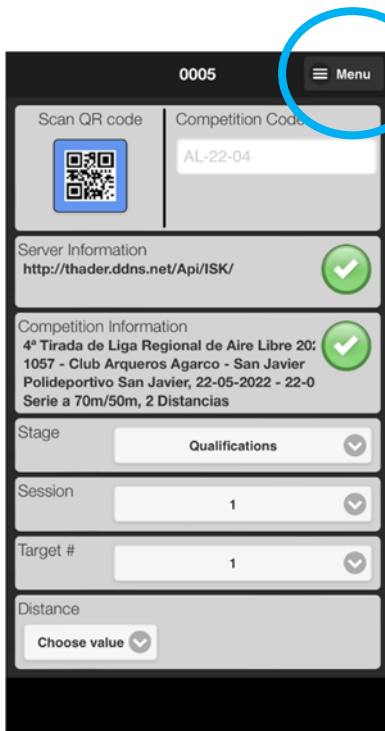 0005
Menu
Scan QR code
Competition Code
AL-22-04
Server Information
http://thader.ddns.net/Api/ISK/
Competition Information
4ª Tirada de Liga Regional de Aire Libre 202
1057 - Club Arqueros Agarco - San Javier
Polideportivo San Javier, 22-05-2022 - 22-0
Serie a 70m/50m, 2 Distancias
Stage
Qualifications
Session
1
Target #
1
Distance
Choose value